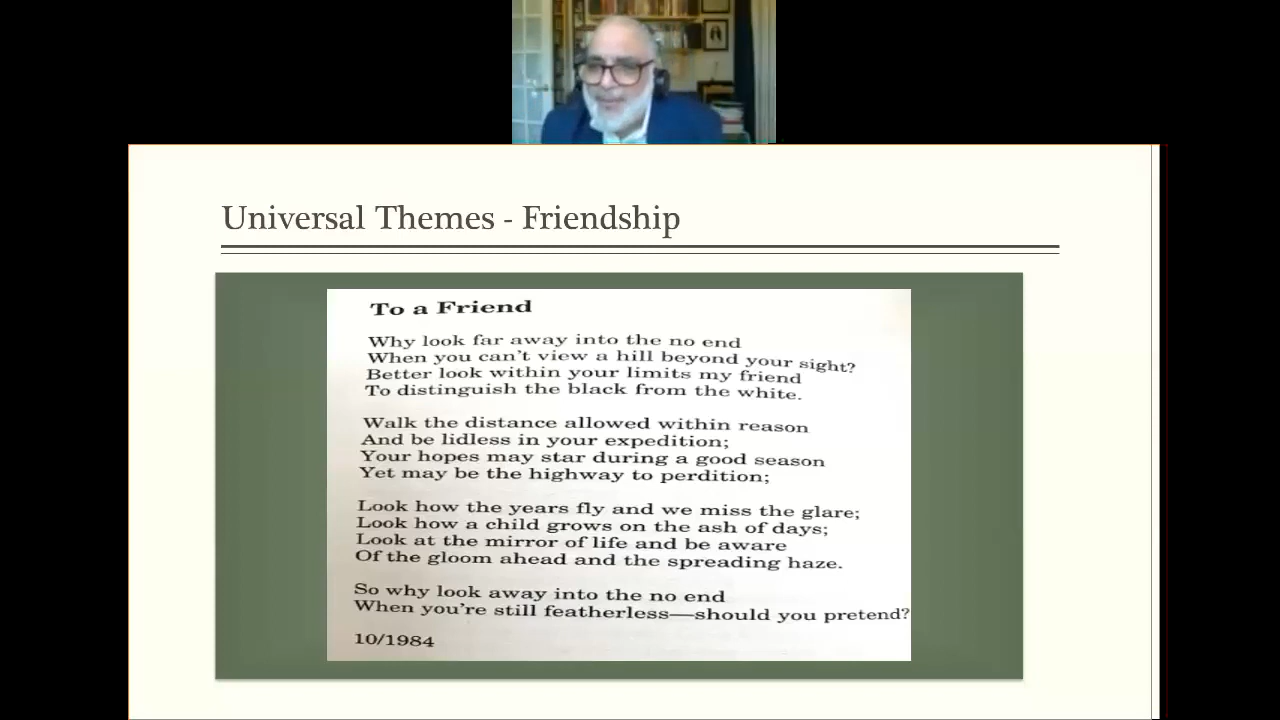 Universal Themes - Friendship
To a Friend
Why look far away into the no end
When you can't view a hill beyond your sight?
Better look within your limits my friend
To distinguish the black from the white.
Walk the distance allowed within reason
And be lidless in your expedition;
Your hopes may star during a good season
Yet may be the highway to perdition;
Look how the years fly and we miss the glare;
Look how a child grows on the ash of days;
Look at the mirror of life and be aware
Of the gloom ahead and the spreading haze.
So why look away into the no end
When you're still featherless—should you pretend?
10/1984